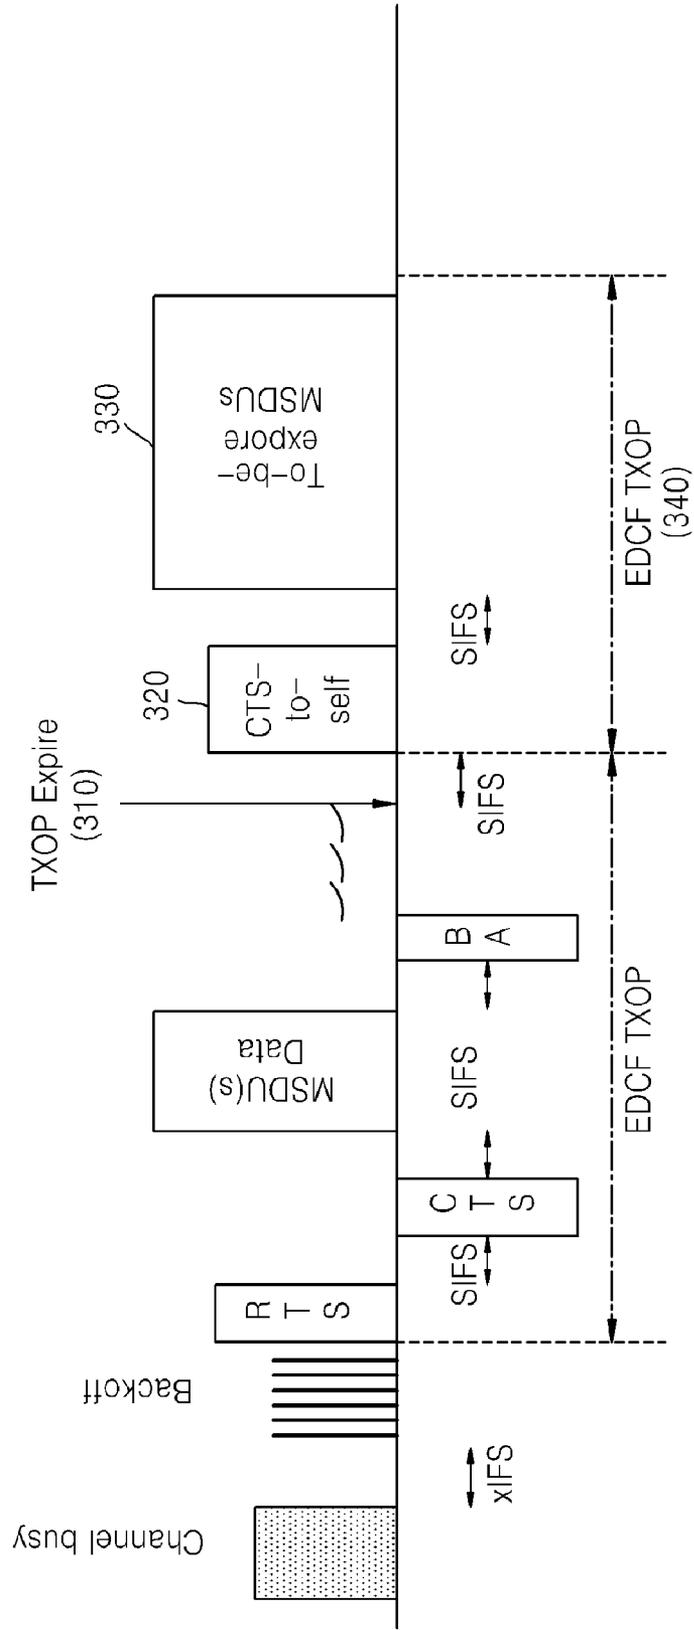 Channel busy
xIFS
Backoff
R
T
S
SIFS
C
T
S
MSDU(s)
Data
SIFS
B
A
EDCF TXOP
TXOP Expire
(310)
SIFS
320
CTS-
to-
self
SIFS
330
To-be-
expore
MSDUs
EDCF TXOP
(340)